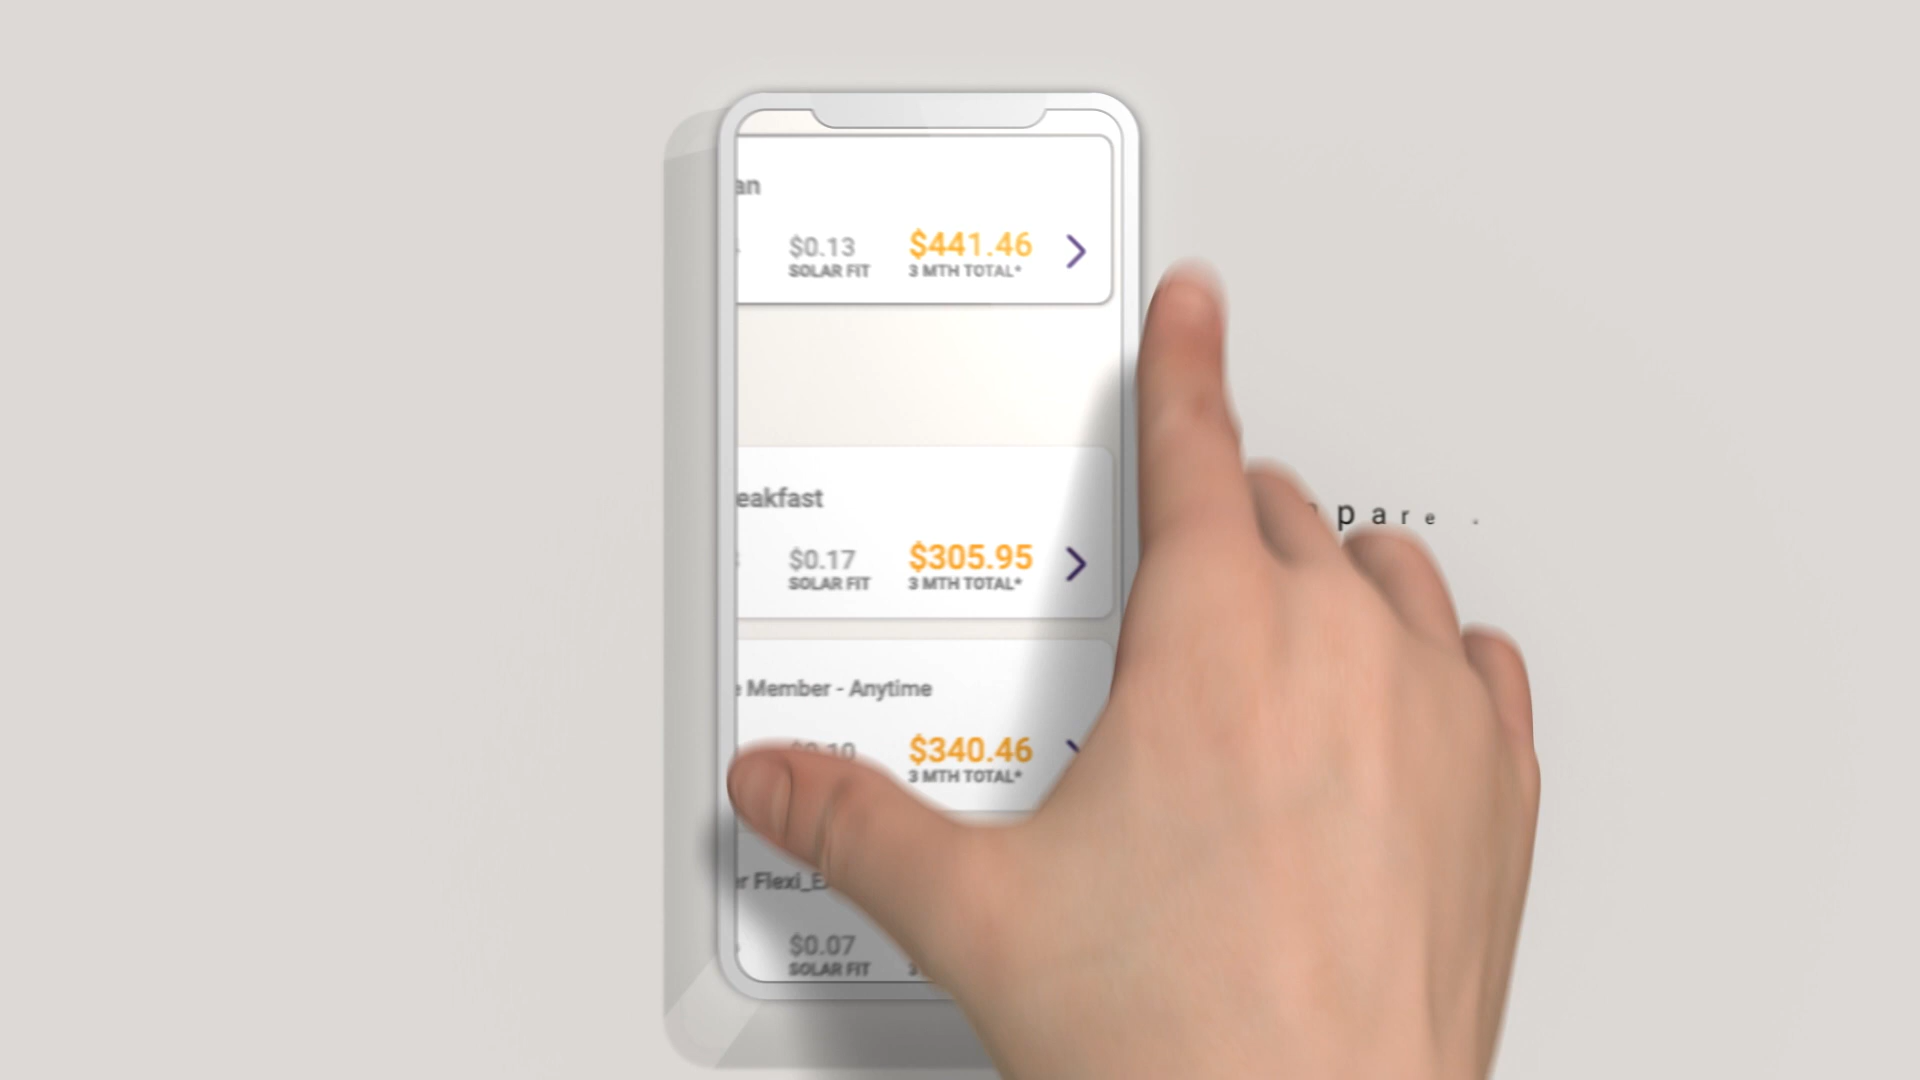 an
$0.13 $441.46
SOLAR FIT 3 MTH TOTAL*
eakfast
$0.17 $305.95
SOLAR FIT 3 MTH TOTAL*
pare .
Member - Anytime
$340.46
3 MTH TOTAL*
r Flexi_E
$0.07
SOLAR FIT 3